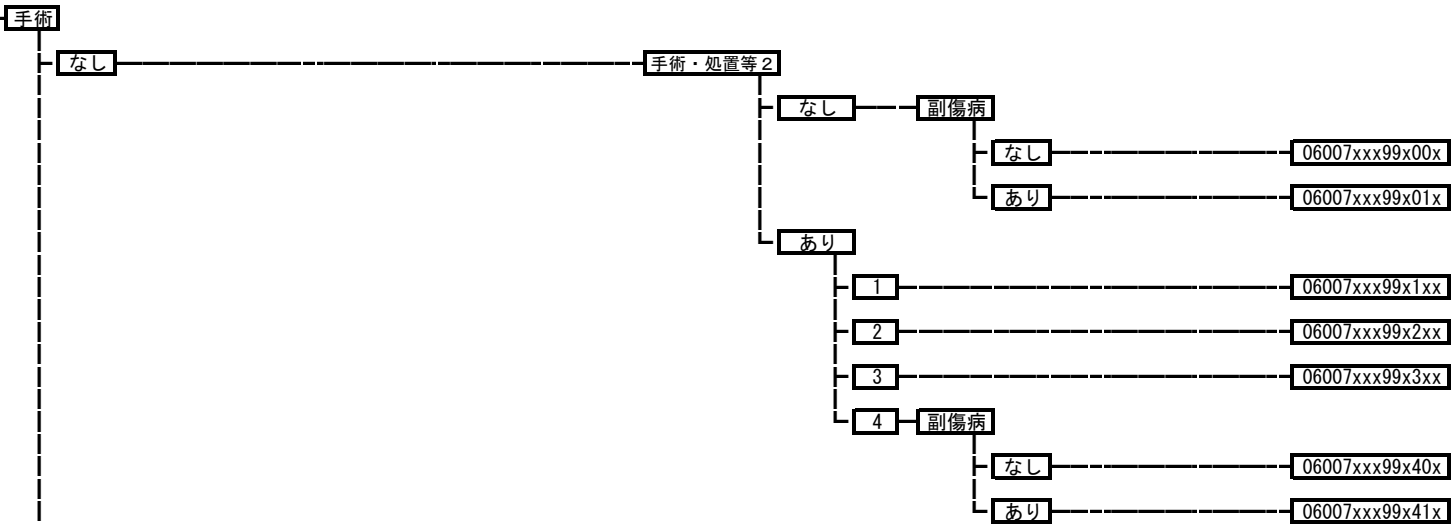 手術
なし 手術・処置等２
なし 副傷病
なし 06007xxx99x00x
あり 06007xxx99x01x
あり
1 06007xxx99x1xx
2 06007xxx99x2xx
3 06007xxx99x3xx
4 副傷病
なし 06007xxx99x40x
あり 06007xxx99x41x